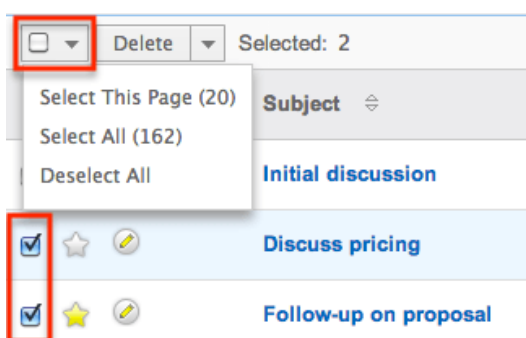 Delete Selected: 2
Select This Page (20)
Subject
Select All (162)
Deselect All
Initial discussion
Discuss pricing
Follow-up on proposal